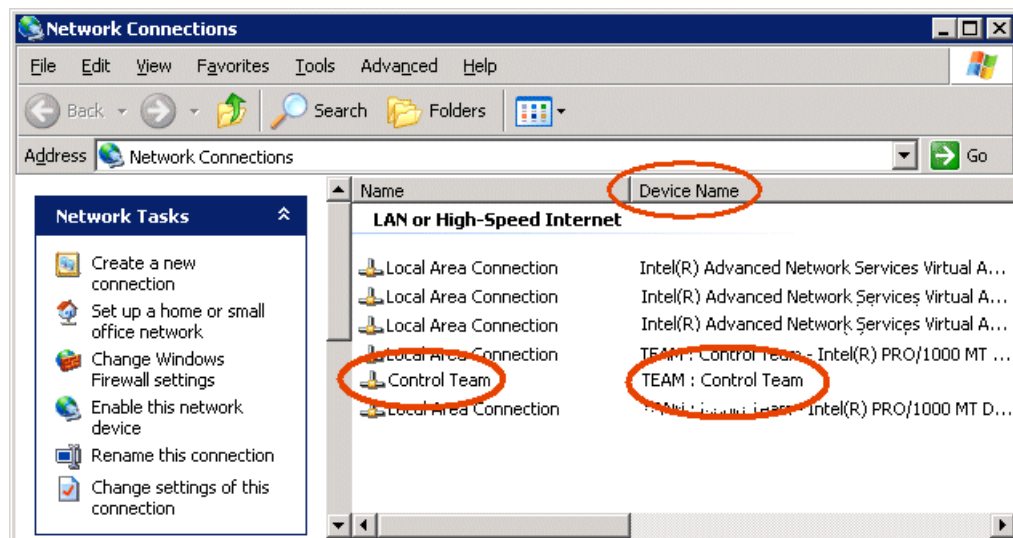 Network Connections
File Edit View Favorites Tools Advanced Help
Back Search Folders
Address Network Connections Go
Name Device Name
Network Tasks
Create a new
connection
Set up a home or small
office network
Change Windows
Firewall settings
Enable this network
device
Rename this connection
Change settings of this
connection
LAN or High-Speed Internet
Local Area Connection Intel(R) Advanced Network Services Virtual A...
Local Area Connection Intel(R) Advanced Network Services Virtual A...
Local Area Connection Intel(R) Advanced Network Services Virtual A...
Local Area Connection TEAM : Control Team - Intel(R) PRO/1000 MT ...
Control Team TEAM : Control Team
Local Area Connection Team - Intel(R) PRO/1000 MT D...